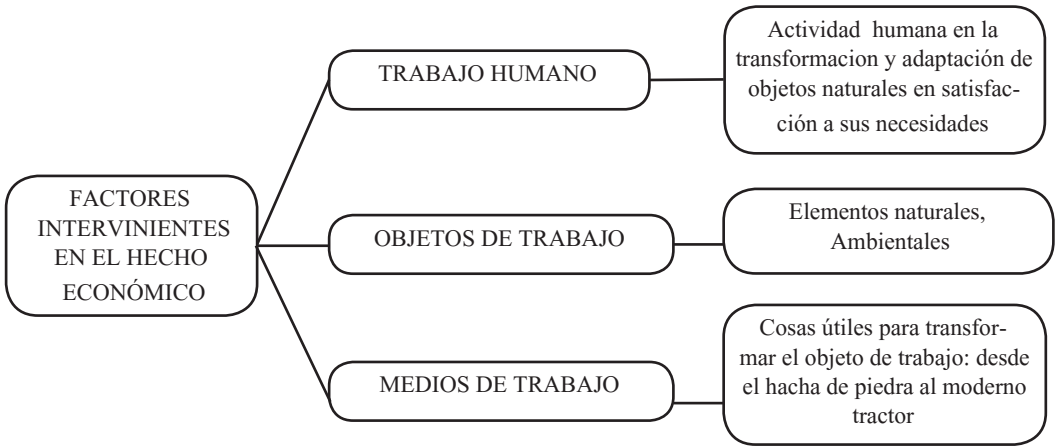 FACTORES
INTERVINIENTES
EN EL HECHO
ECONÓMICO
TRABAJO HUMANO
Actividad humana en la
transformacion y adaptación de
objetos naturales en satisfac-
ción a sus necesidades
OBJETOS DE TRABAJO
Elementos naturales,
Ambientales
MEDIOS DE TRABAJO
Cosas útiles para transfor-
mar el objeto de trabajo: desde
el hacha de piedra al moderno
tractor